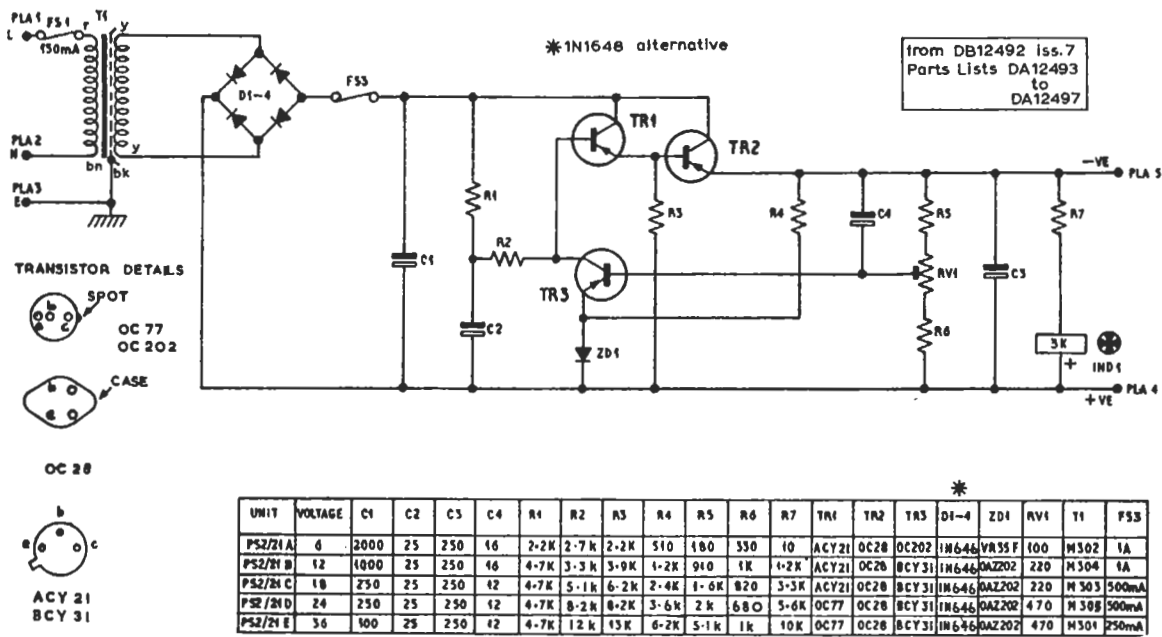 PLA1
L
FS1
150mA
T1
r
y
PLA2
N
bn
y
bk
PLA3
E
D1-4
FS3
✳1N1648 alternative
from DB12492 iss.7
Parts Lists DA12493
to
DA12497
TR1
TR2
TR3
R1
R2
R3
R4
R5
R6
R7
RV1
C1
C2
C3
C4
ZD1
-VE
PLA 5
3K
+
IND1
+VE
PLA 4
TRANSISTOR DETAILS
SPOT
b
e c
OC 77
OC 202
CASE
b
e
OC 28
b
e c
ACY 21
BCY 31
✳
UNIT VOLTAGE C1 C2 C3 C4 R1 R2 R3 R4 R5 R6 R7 TR1 TR2 TR3 D1-4 ZD1 RV1 T1 FS3
PS2/21A 6 2000 25 250 16 2·2K 2·7k 2·2K 510 180 330 10 ACY21 OC28 OC202 1N646 VR35F 100 M302 1A
PS2/21B 12 1000 25 250 16 4·7K 3·3k 3·9K 1·2K 910 1K 1·2K ACY21 OC28 BCY31 1N646 OAZ202 220 M304 1A
PS2/21C 18 250 25 250 12 4·7K 5·1k 6·2K 2·4K 1·6K 820 3·3K ACY21 OC28 BCY31 1N646 OAZ202 220 M303 500mA
PS2/21D 24 250 25 250 12 4·7K 8·2k 8·2K 3·6k 2k 680 5·6K OC77 OC28 BCY31 1N646 OAZ202 470 M305 500mA
PS2/21E 36 100 25 250 12 4·7K 12k 13K 6·2K 5·1k 1k 10K OC77 OC28 BCY31 1N646 OAZ202 470 M301 250mA